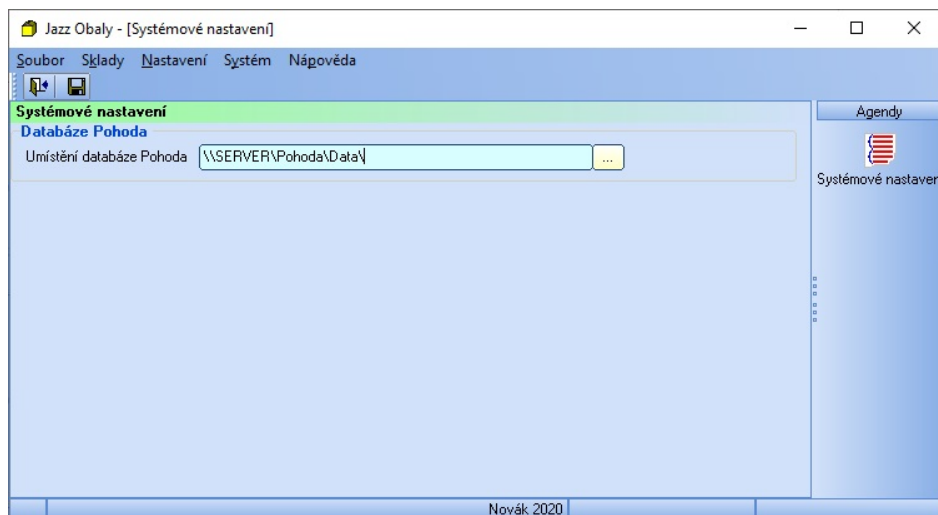 Jazz Obaly - [Systémové nastavení]
Soubor Sklady Nastavení Systém Nápověda
Systémové nastavení
Databáze Pohoda
Umístění databáze Pohoda \\SERVER\Pohoda\Data\ ...
Agendy
Systémové nastaven
Novák 2020